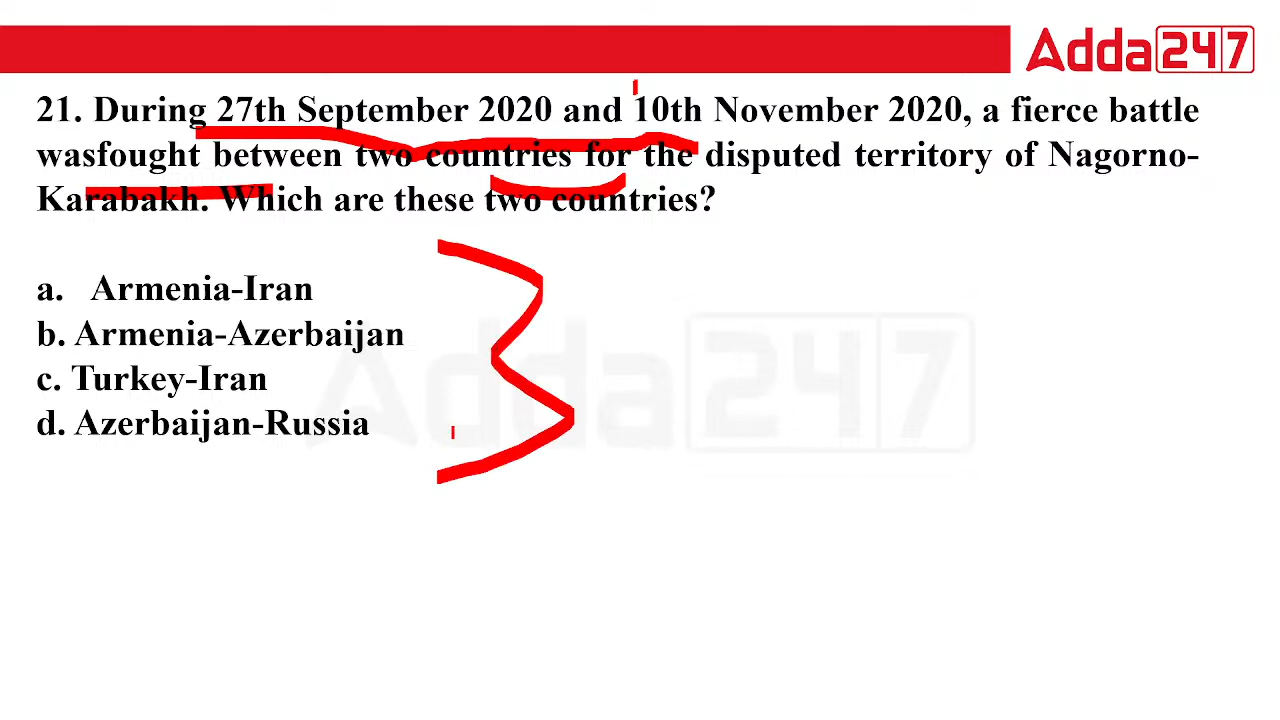 Adda247
21. During 27th September 2020 and 10th November 2020, a fierce battle
wasfought between two countries for the disputed territory of Nagorno-
Karabakh. Which are these two countries?
a. Armenia-Iran
b. Armenia-Azerbaijan
c. Turkey-Iran
d. Azerbaijan-Russia
Adda247